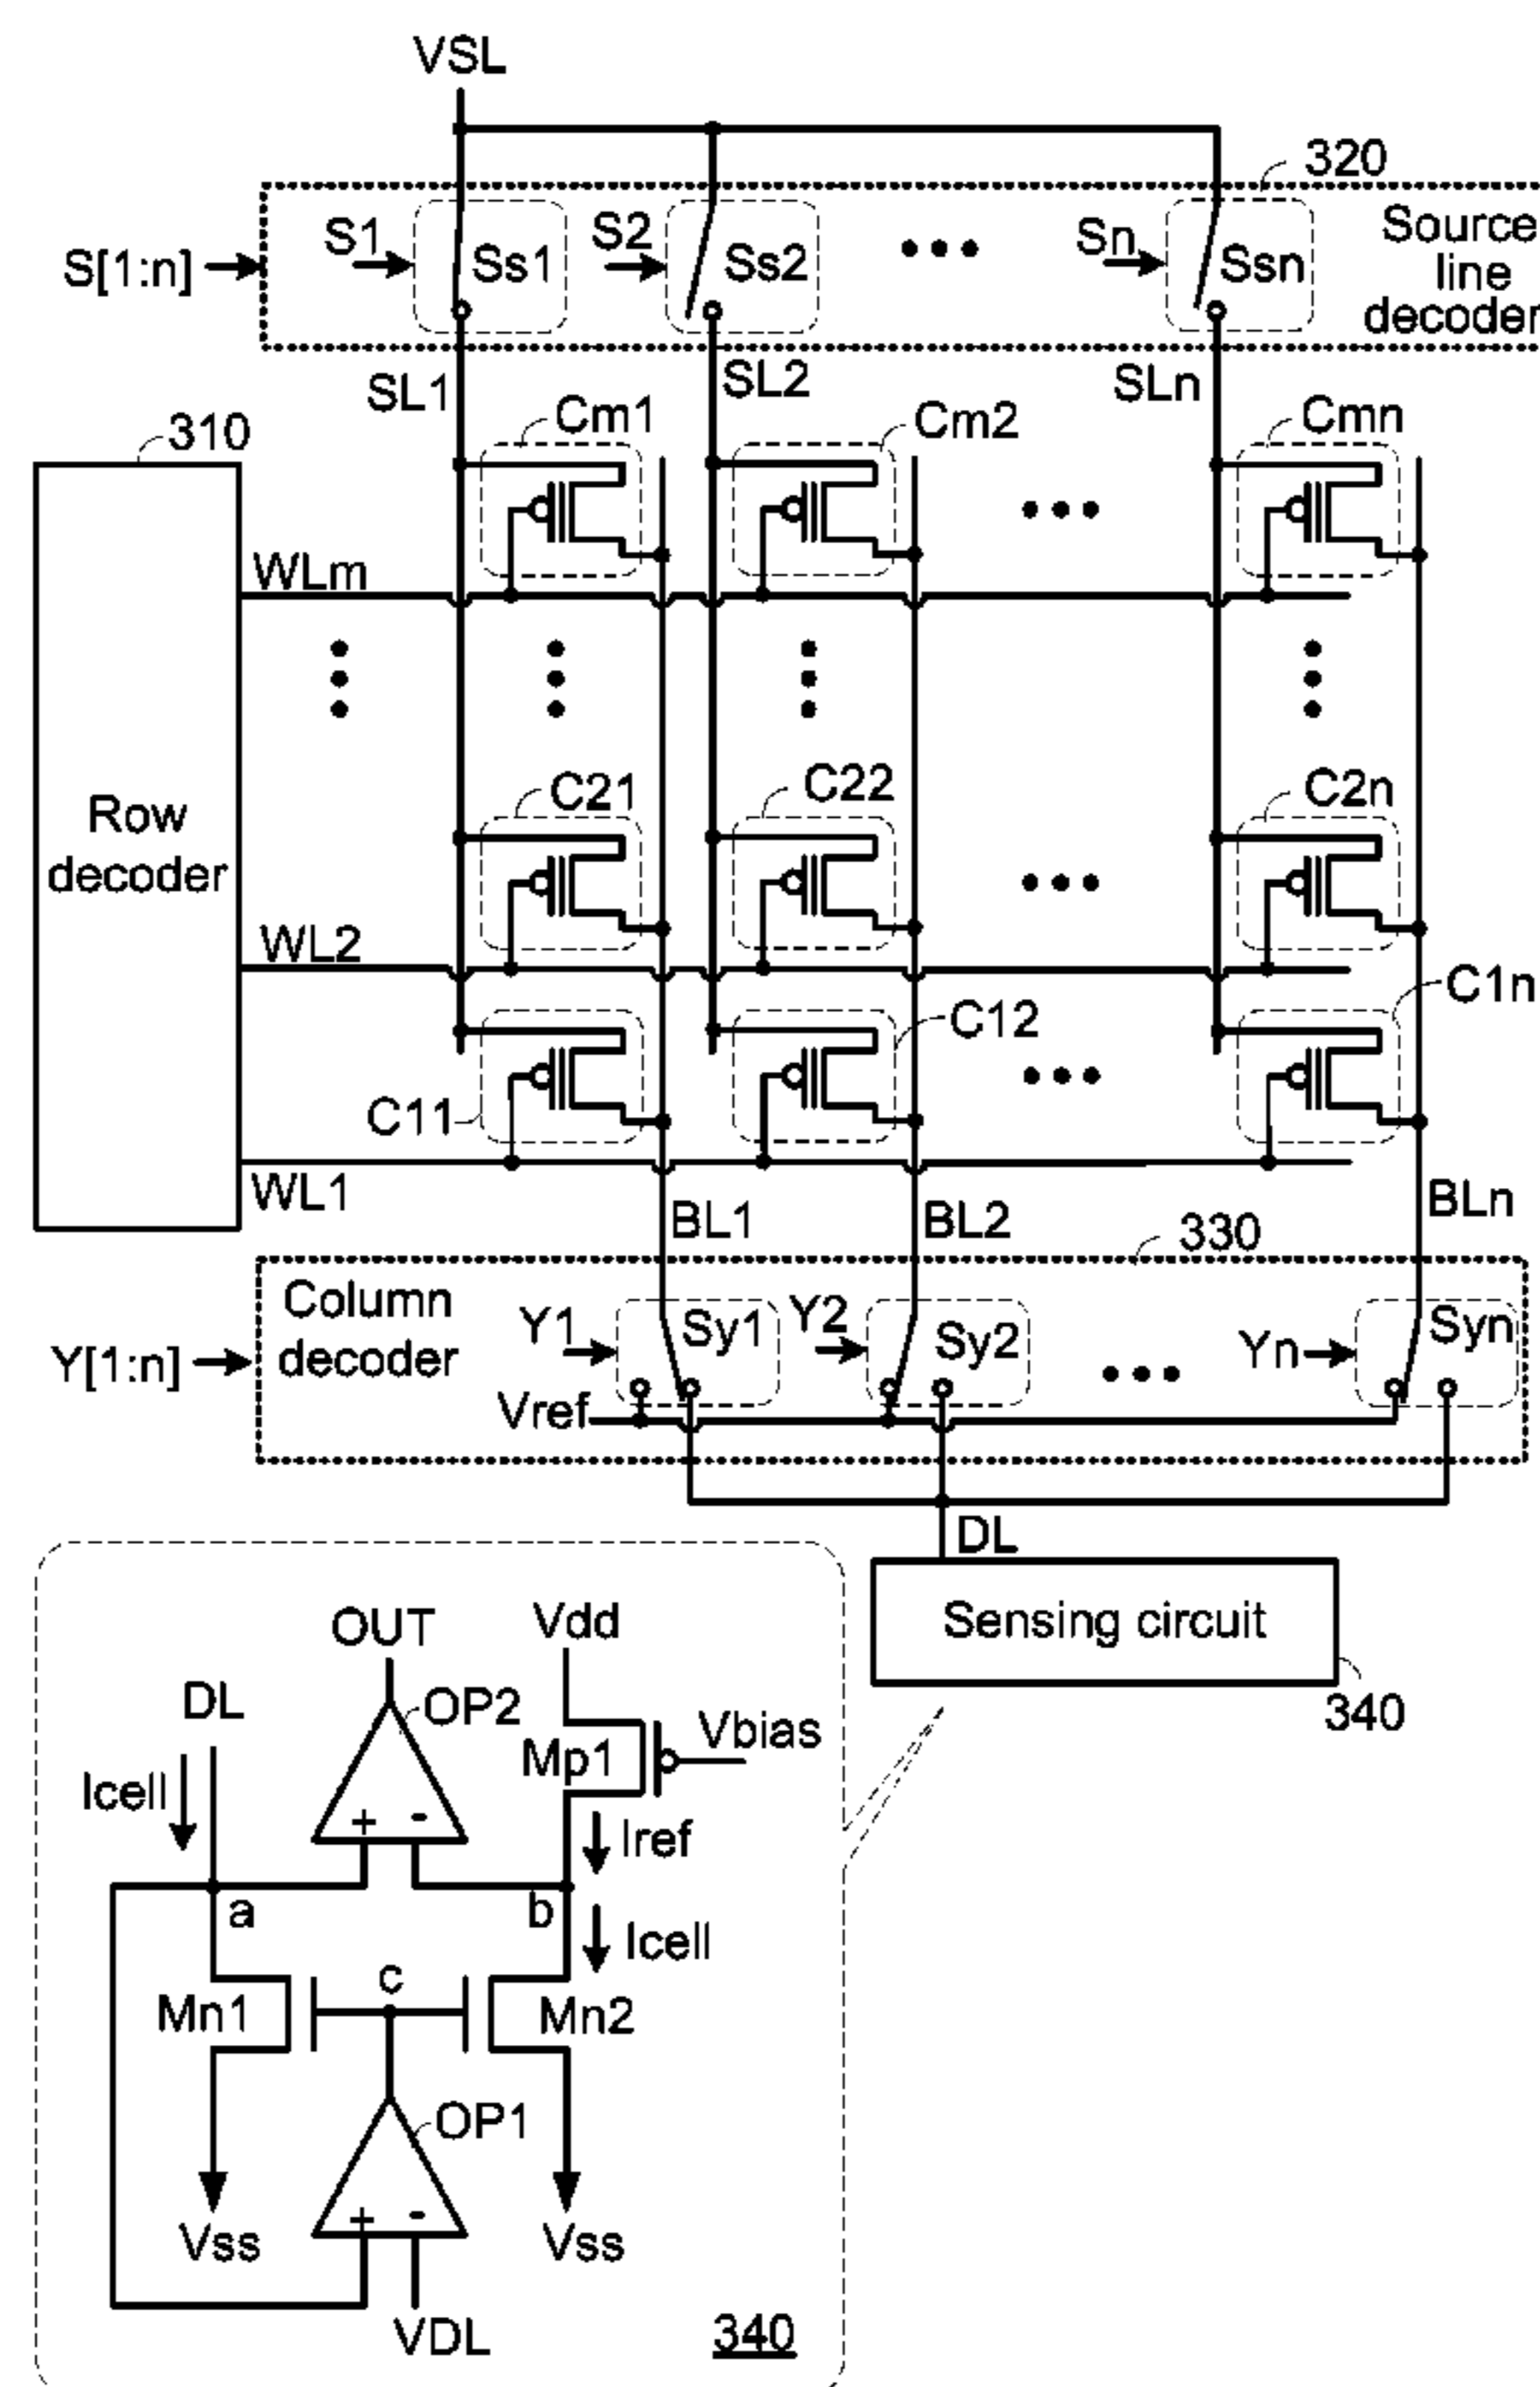 VSL
320
S[1:n]
S1
Ss1
S2
Ss2
Sn
Ssn
Source
line
decoder
SL1
SL2
SLn
310
Cm1
Cm2
Cmn
WLm
Row
decoder
C21
C22
C2n
WL2
C11
C12
C1n
WL1
BL1
BL2
BLn
330
Column
decoder
Y[1:n]
Y1
Sy1
Y2
Sy2
Yn
Syn
Vref
DL
Sensing circuit
340
OUT
Vdd
DL
OP2
Mp1
Vbias
Icell
+
-
Iref
a
b
Icell
c
Mn1
Mn2
OP1
+
-
Vss
Vss
VDL
340